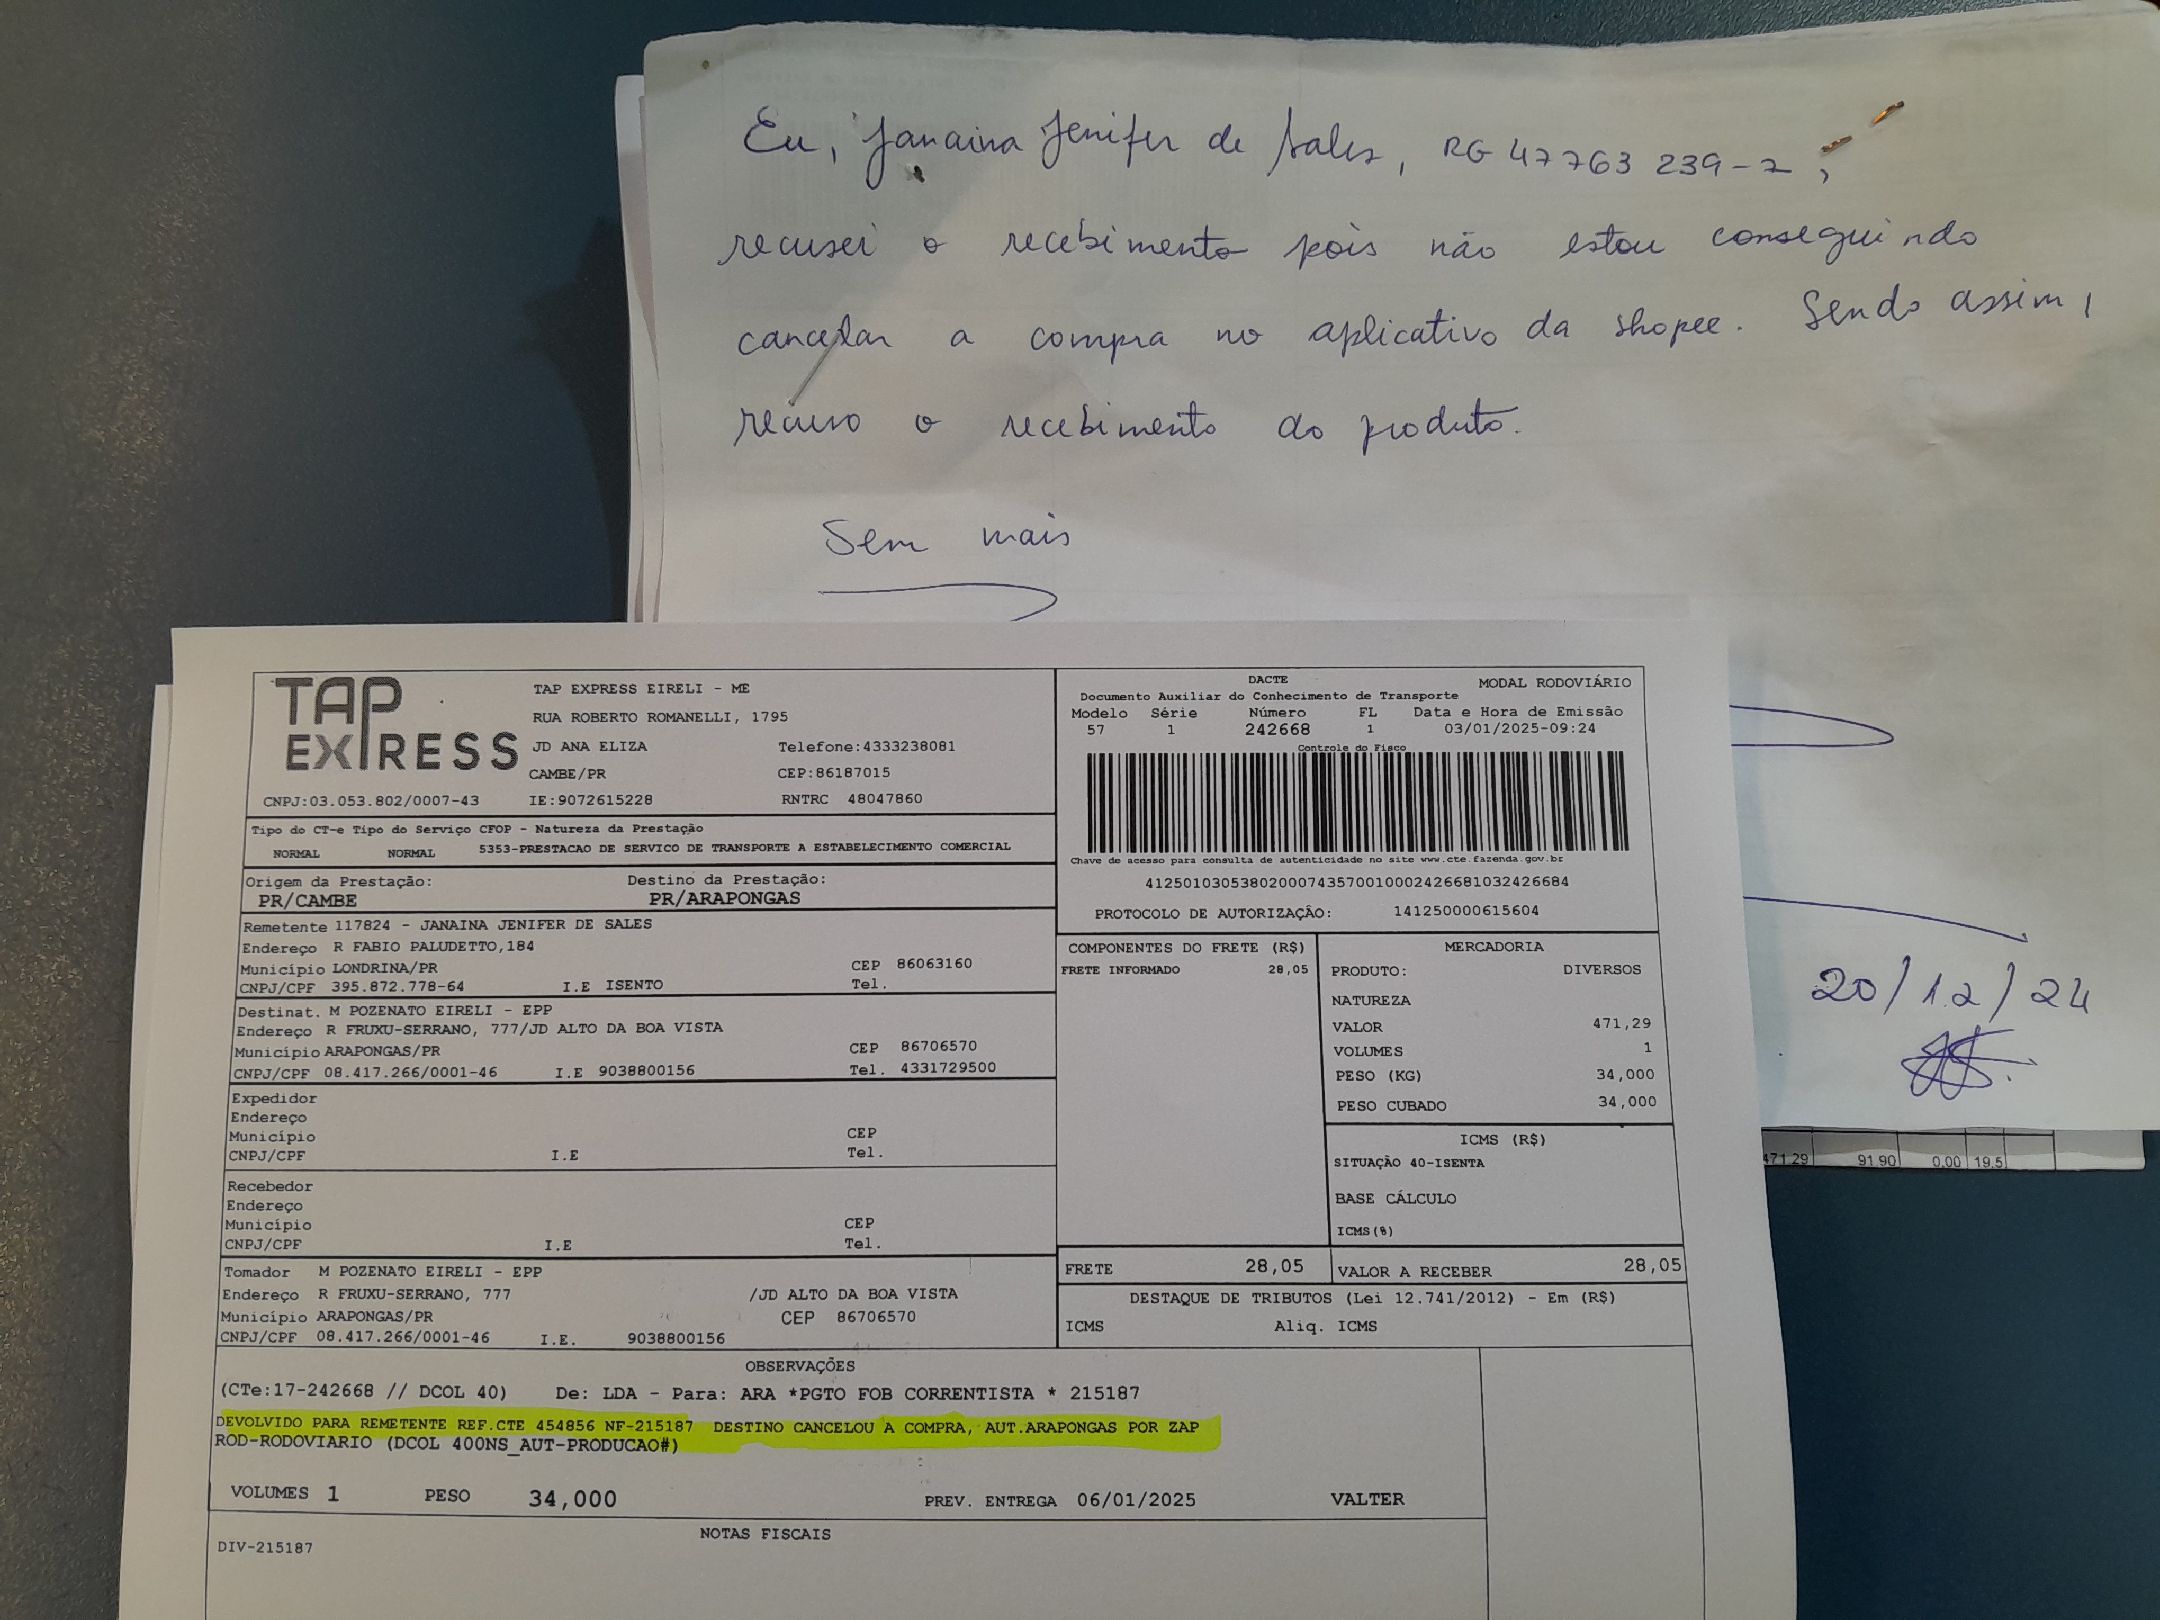 Eu, Janaina Jenifer de Sales, RG 47763 239-7,
recusei o recebimento pois não estou conseguindo
cancelar a compra no aplicativo da shopee. Sendo assim,
recuso o recebimento do produto.
Sem mais
20/12/24
471,29 91,90 0,00 19,5
TAP EXPRESS
TAP EXPRESS EIRELI - ME
RUA ROBERTO ROMANELLI, 1795
JD ANA ELIZA Telefone:4333238081
CAMBE/PR CEP:86187015
CNPJ:03.053.802/0007-43 IE:9072615228 RNTRC 48047860
DACTE MODAL RODOVIÁRIO
Documento Auxiliar do Conhecimento de Transporte
Modelo Série Número FL Data e Hora de Emissão
57 1 242668 1 03/01/2025-09:24
Controle do Fisco
Chave de acesso para consulta de autenticidade no site www.cte.fazenda.gov.br
41250103053802000743570010002426681032426684
PROTOCOLO DE AUTORIZAÇÃO: 141250000615604
Tipo do CT-e Tipo do Serviço CFOP - Natureza da Prestação
NORMAL NORMAL 5353-PRESTACAO DE SERVICO DE TRANSPORTE A ESTABELECIMENTO COMERCIAL
Origem da Prestação: Destino da Prestação:
PR/CAMBE PR/ARAPONGAS
Remetente 117824 - JANAINA JENIFER DE SALES
Endereço R FABIO PALUDETTO,184
Município LONDRINA/PR CEP 86063160
CNPJ/CPF 395.872.778-64 I.E ISENTO Tel.
Destinat. M POZENATO EIRELI - EPP
Endereço R FRUXU-SERRANO, 777/JD ALTO DA BOA VISTA
Município ARAPONGAS/PR CEP 86706570
CNPJ/CPF 08.417.266/0001-46 I.E 9038800156 Tel. 4331729500
Expedidor
Endereço
Município CEP
CNPJ/CPF I.E Tel.
Recebedor
Endereço
Município CEP
CNPJ/CPF I.E Tel.
Tomador M POZENATO EIRELI - EPP
Endereço R FRUXU-SERRANO, 777 /JD ALTO DA BOA VISTA
Município ARAPONGAS/PR CEP 86706570
CNPJ/CPF 08.417.266/0001-46 I.E. 9038800156
COMPONENTES DO FRETE (R$)
FRETE INFORMADO 28,05
MERCADORIA
PRODUTO: DIVERSOS
NATUREZA
VALOR 471,29
VOLUMES 1
PESO (KG) 34,000
PESO CUBADO 34,000
ICMS (R$)
SITUAÇÃO 40-ISENTA
BASE CÁLCULO
ICMS(%)
FRETE 28,05 VALOR A RECEBER 28,05
DESTAQUE DE TRIBUTOS (Lei 12.741/2012) - Em (R$)
ICMS Aliq. ICMS
OBSERVAÇÕES
(CTe:17-242668 // DCOL 40) De: LDA - Para: ARA *PGTO FOB CORRENTISTA * 215187
DEVOLVIDO PARA REMETENTE REF.CTE 454856 NF-215187 DESTINO CANCELOU A COMPRA, AUT.ARAPONGAS POR ZAP
ROD-RODOVIARIO (DCOL 400NS_AUT-PRODUCAO#)
VOLUMES 1 PESO 34,000 PREV. ENTREGA 06/01/2025 VALTER
NOTAS FISCAIS
DIV-215187